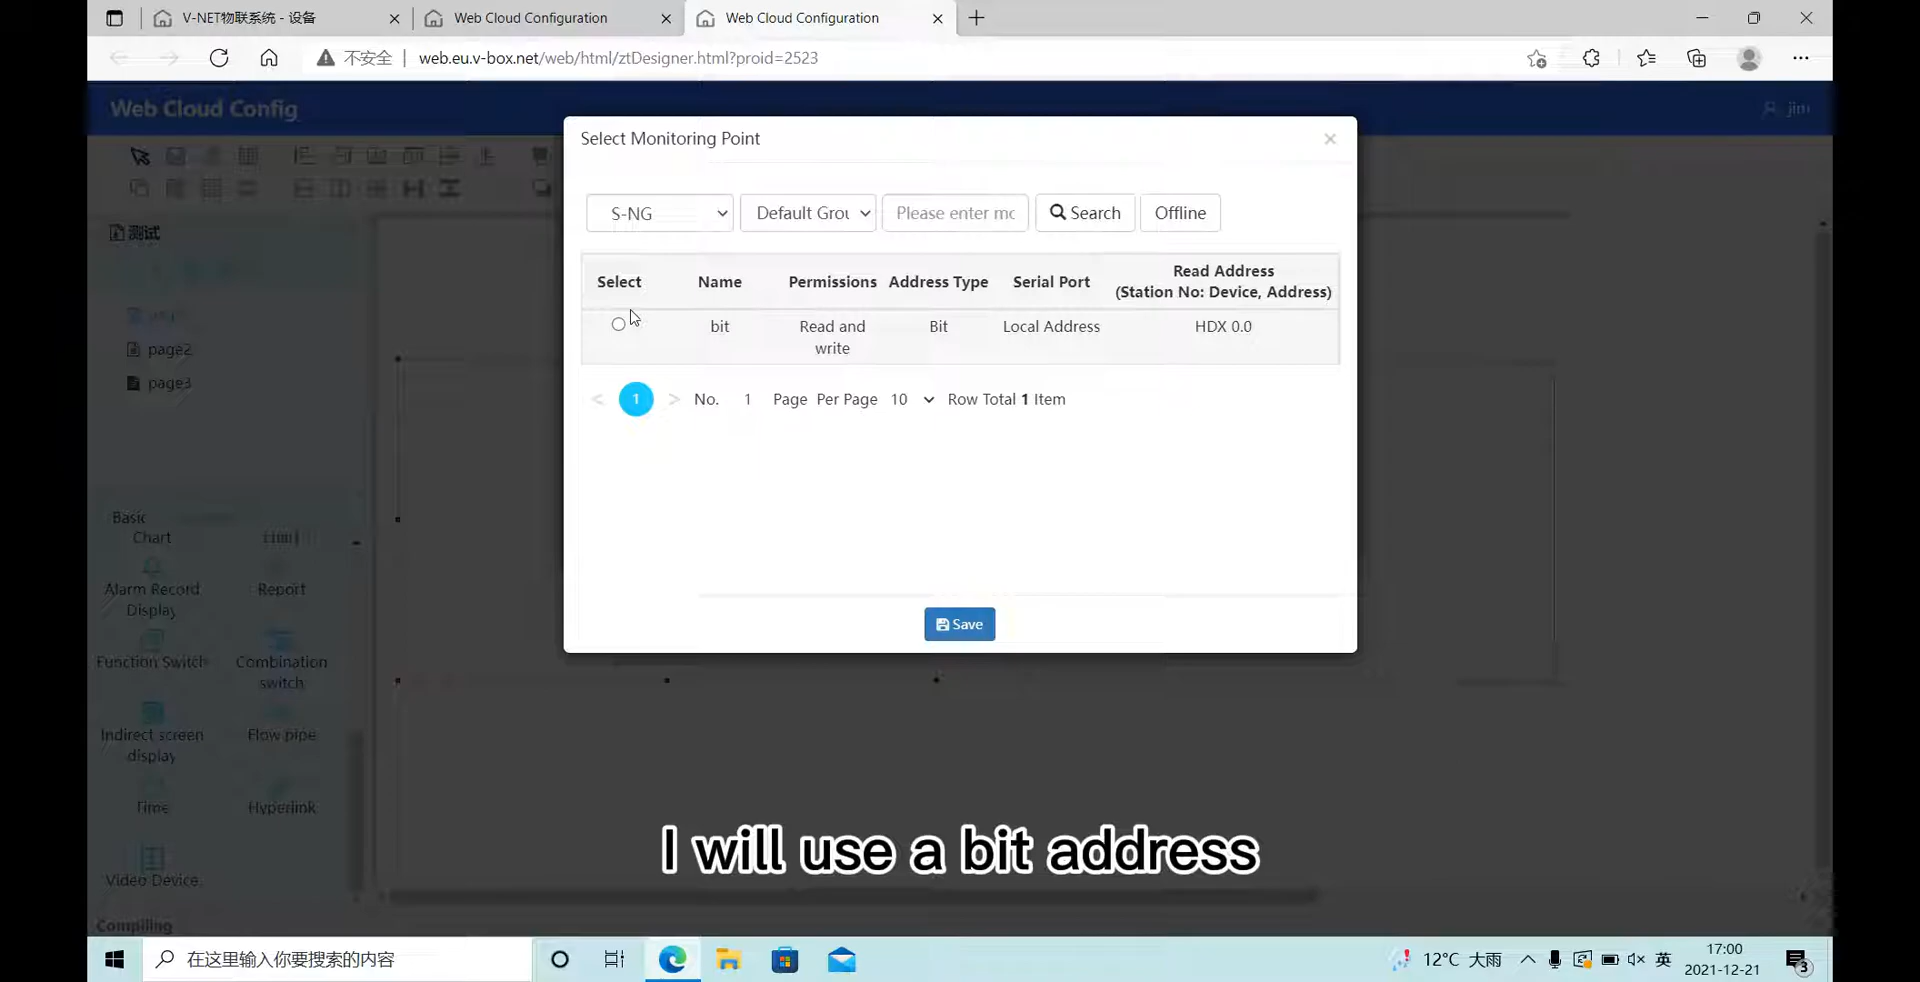 V-NET物联系统 - 设备
Web Cloud Configuration
Web Cloud Configuration
不安全
web.eu.v-box.net/web/html/ztDesigner.html?proid=2523
Web Cloud Config
jim
Select Monitoring Point
S-NG
Default Grou
Please enter mo
Search
Offline
Select
Name
Permissions
Address Type
Serial Port
Read Address
(Station No: Device, Address)
bit
Read and
write
Bit
Local Address
HDX 0.0
< 1 > No. 1 Page Per Page 10 Row Total 1 Item
Save
测试
page2
page3
Basic
Chart
Alarm Record
Display
Report
Function Switch
Combination
switch
Indirect screen
display
Flow pipe
Time
Hyperlink
Video Device
Compiling
I will use a bit address
在这里输入你要搜索的内容
12°C 大雨
英
17:00
2021-12-21
3